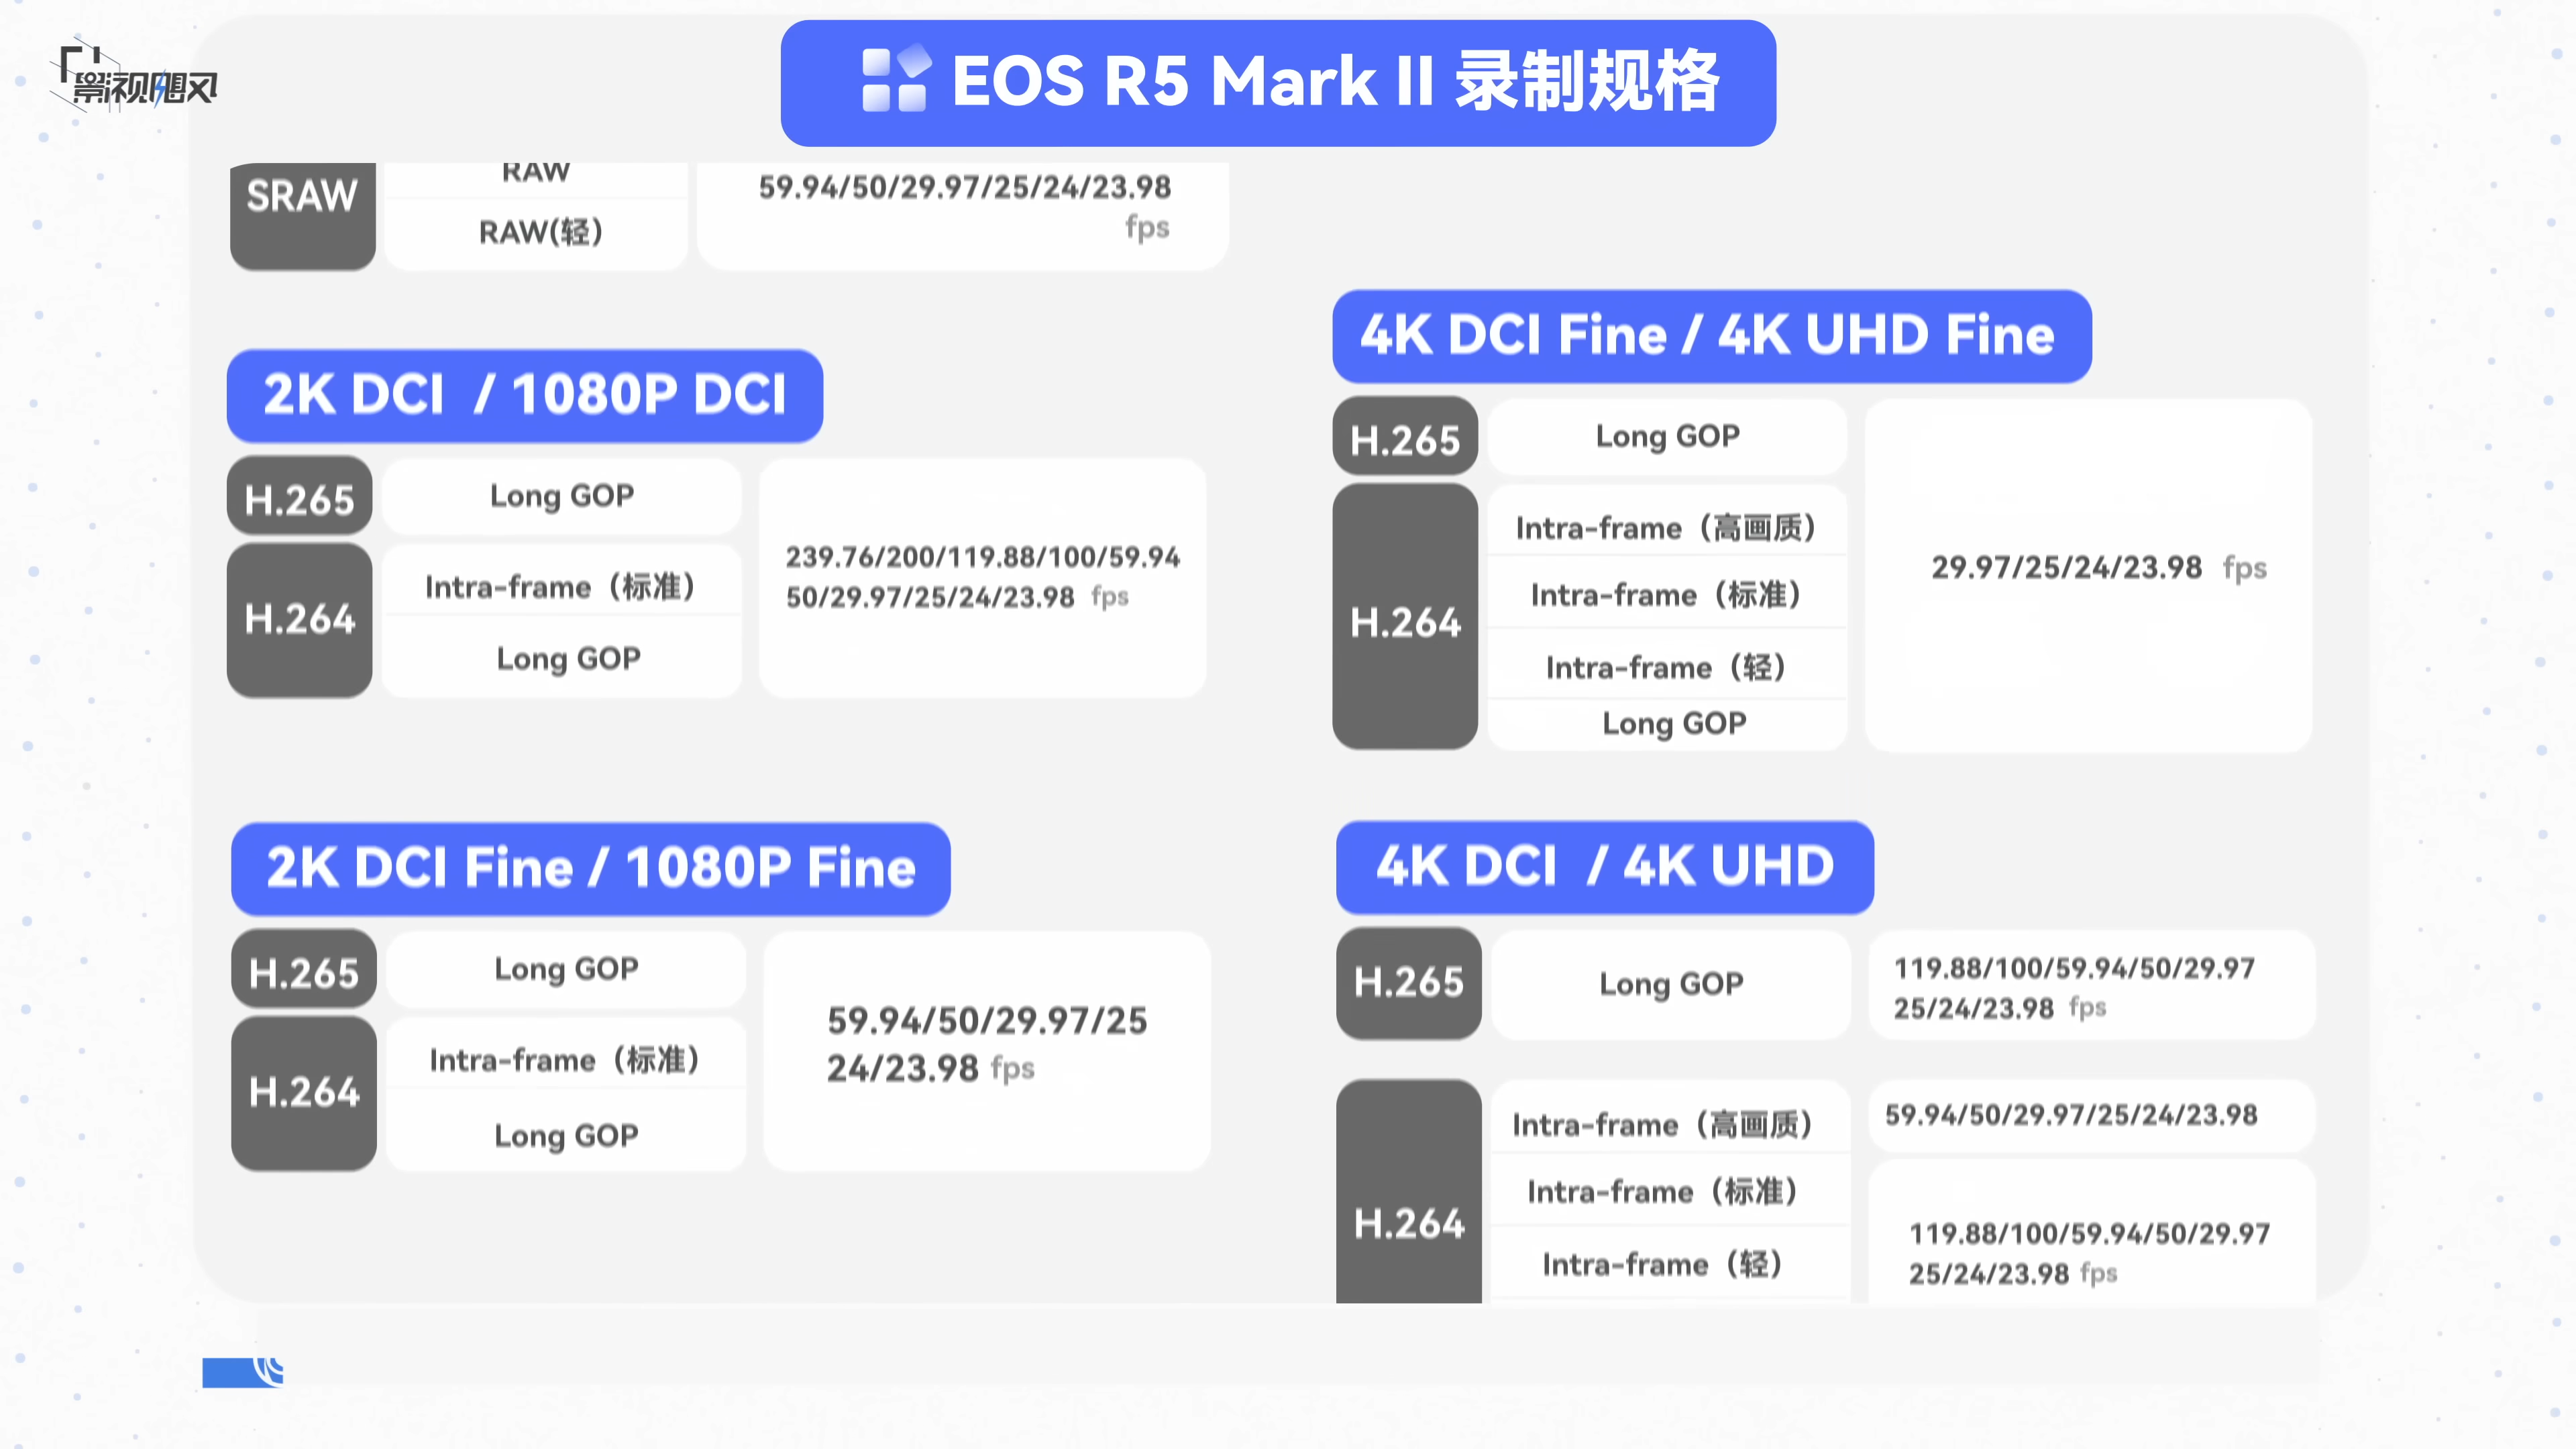 影视飓风
EOS R5 Mark II 录制规格
SRAW
RAW
RAW(轻)
59.94/50/29.97/25/24/23.98
fps
2K DCI / 1080P DCI
H.265
Long GOP
H.264
Intra-frame（标准）
Long GOP
239.76/200/119.88/100/59.94
50/29.97/25/24/23.98 fps
2K DCI Fine / 1080P Fine
H.265
Long GOP
H.264
Intra-frame（标准）
Long GOP
59.94/50/29.97/25
24/23.98 fps
4K DCI Fine / 4K UHD Fine
H.265
Long GOP
H.264
Intra-frame（高画质）
Intra-frame（标准）
Intra-frame（轻）
Long GOP
29.97/25/24/23.98 fps
4K DCI / 4K UHD
H.265
Long GOP
119.88/100/59.94/50/29.97
25/24/23.98 fps
H.264
Intra-frame（高画质）
59.94/50/29.97/25/24/23.98
Intra-frame（标准）
Intra-frame（轻）
119.88/100/59.94/50/29.97
25/24/23.98 fps